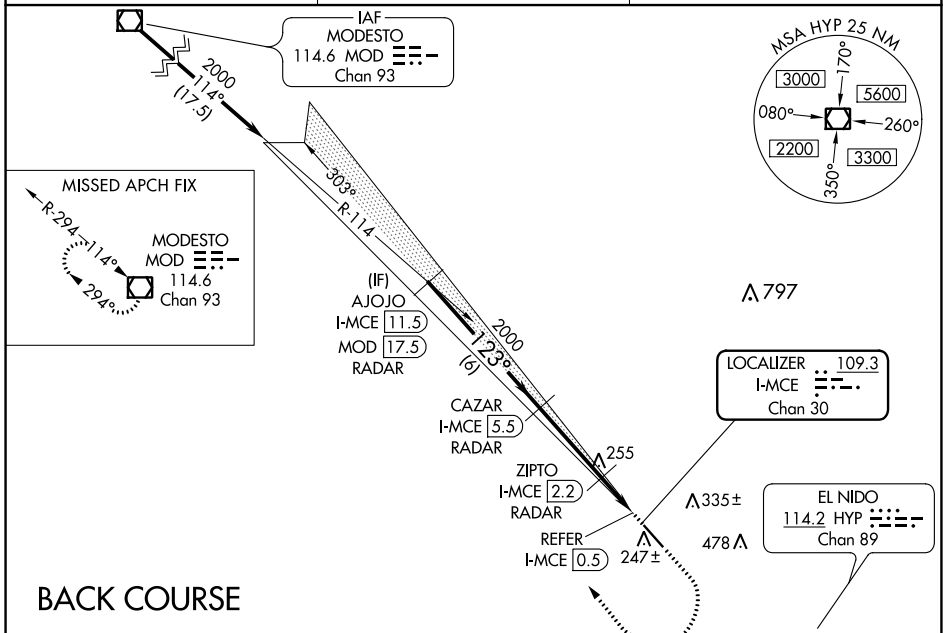 IAF
MODESTO
114.6 MOD
Chan 93
2000
114°
(17.5)
MSA HYP 25 NM
3000
170°
5600
080°
260°
2200
350°
3300
MISSED APCH FIX
R-294
114°
MODESTO
MOD
114.6
Chan 93
294°
303°
R-114
(IF)
AJOJO
I-MCE 11.5
MOD 17.5
RADAR
2000
123°
(6)
797
LOCALIZER 109.3
I-MCE
Chan 30
CAZAR
I-MCE 5.5
RADAR
255
ZIPTO
I-MCE 2.2
RADAR
335±
EL NIDO
114.2 HYP
Chan 89
REFER
I-MCE 0.5
247±
478
BACK COURSE